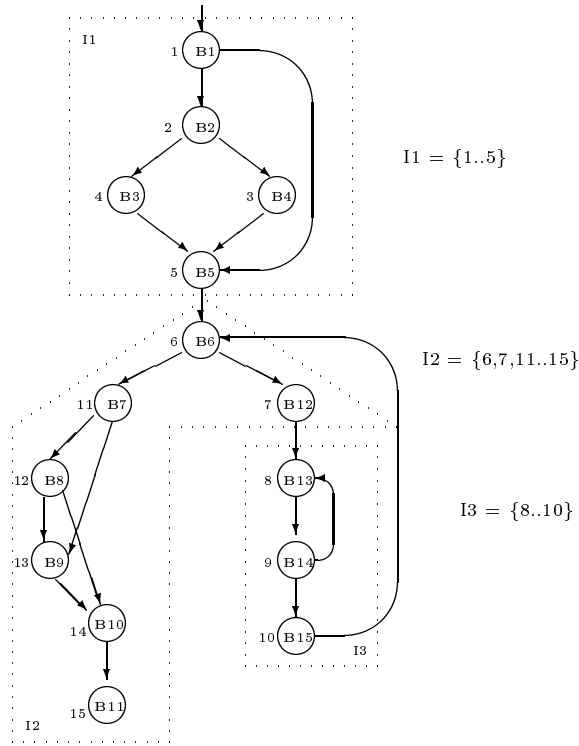 I1
1 B1
2 B2
I1 = {1..5}
4 B3
3 B4
5 B5
6 B6
I2 = {6,7,11..15}
11 B7
7 B12
12 B8
8 B13
I3 = {8..10}
13 B9
9 B14
14 B10
10 B15
I3
15 B11
I2